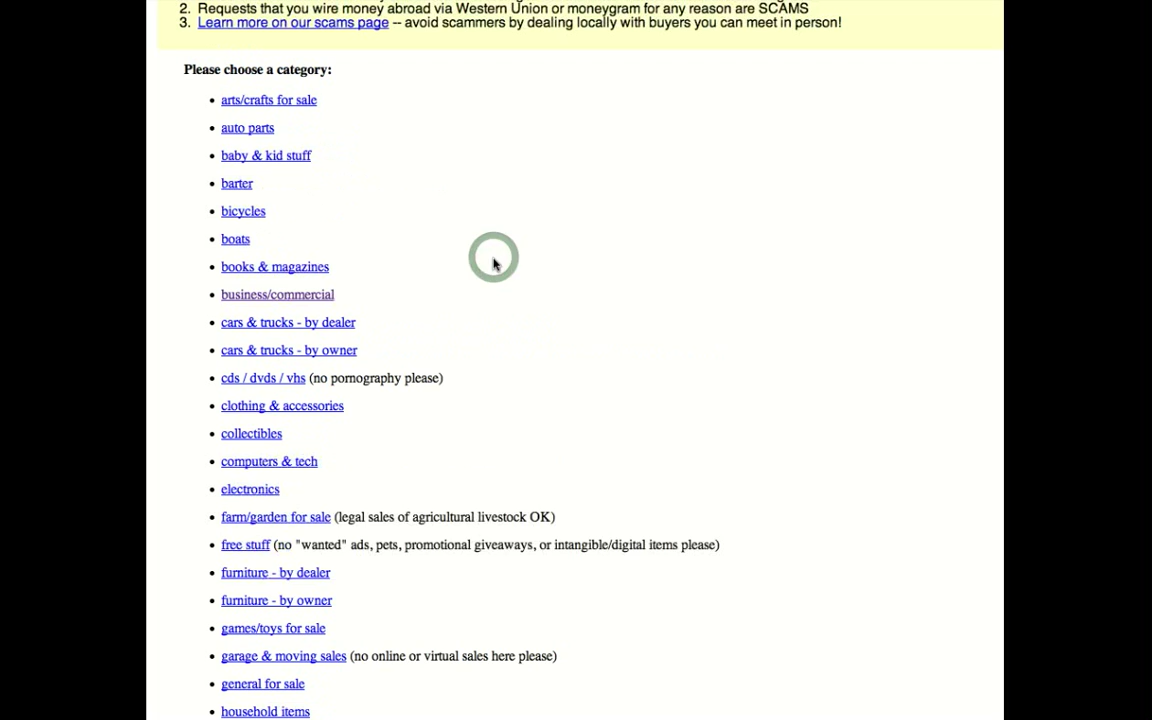 2. Requests that you wire money abroad via Western Union or moneygram for any reason are SCAMS
3. Learn more on our scams page -- avoid scammers by dealing locally with buyers you can meet in person!
Please choose a category:
• arts/crafts for sale
• auto parts
• baby & kid stuff
• barter
• bicycles
• boats
• books & magazines
• business/commercial
• cars & trucks - by dealer
• cars & trucks - by owner
• cds / dvds / vhs (no pornography please)
• clothing & accessories
• collectibles
• computers & tech
• electronics
• farm/garden for sale (legal sales of agricultural livestock OK)
• free stuff (no "wanted" ads, pets, promotional giveaways, or intangible/digital items please)
• furniture - by dealer
• furniture - by owner
• games/toys for sale
• garage & moving sales (no online or virtual sales here please)
• general for sale
• household items